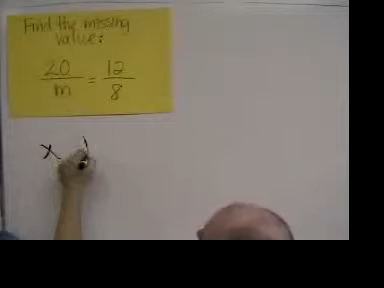 Find the missing
value:
20/m = 12/8
x